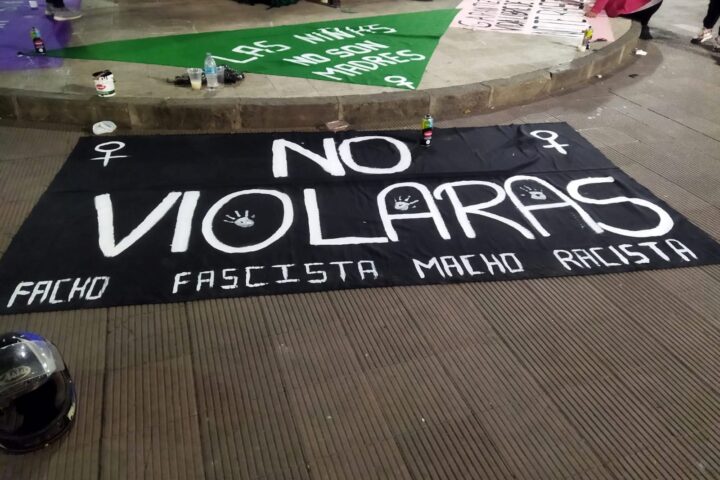 LAS NIÑAS
NO SON
MADRES
NO
VIOLARAS
FACHO FASCISTA MACHO RACISTA